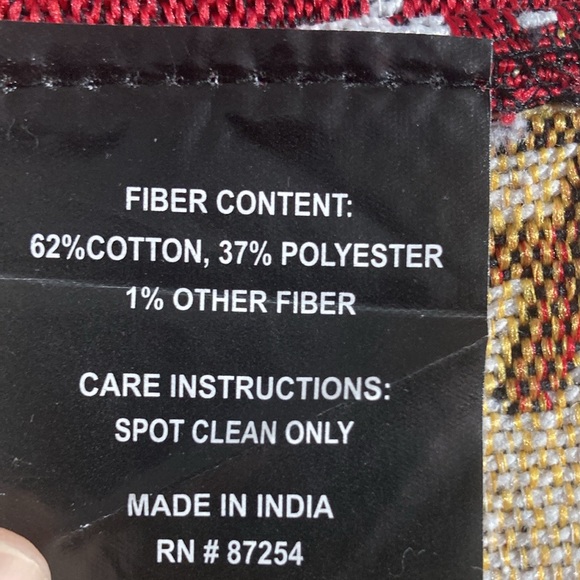 FIBER CONTENT:
62%COTTON, 37% POLYESTER
1% OTHER FIBER
CARE INSTRUCTIONS:
SPOT CLEAN ONLY
MADE IN INDIA
RN # 87254